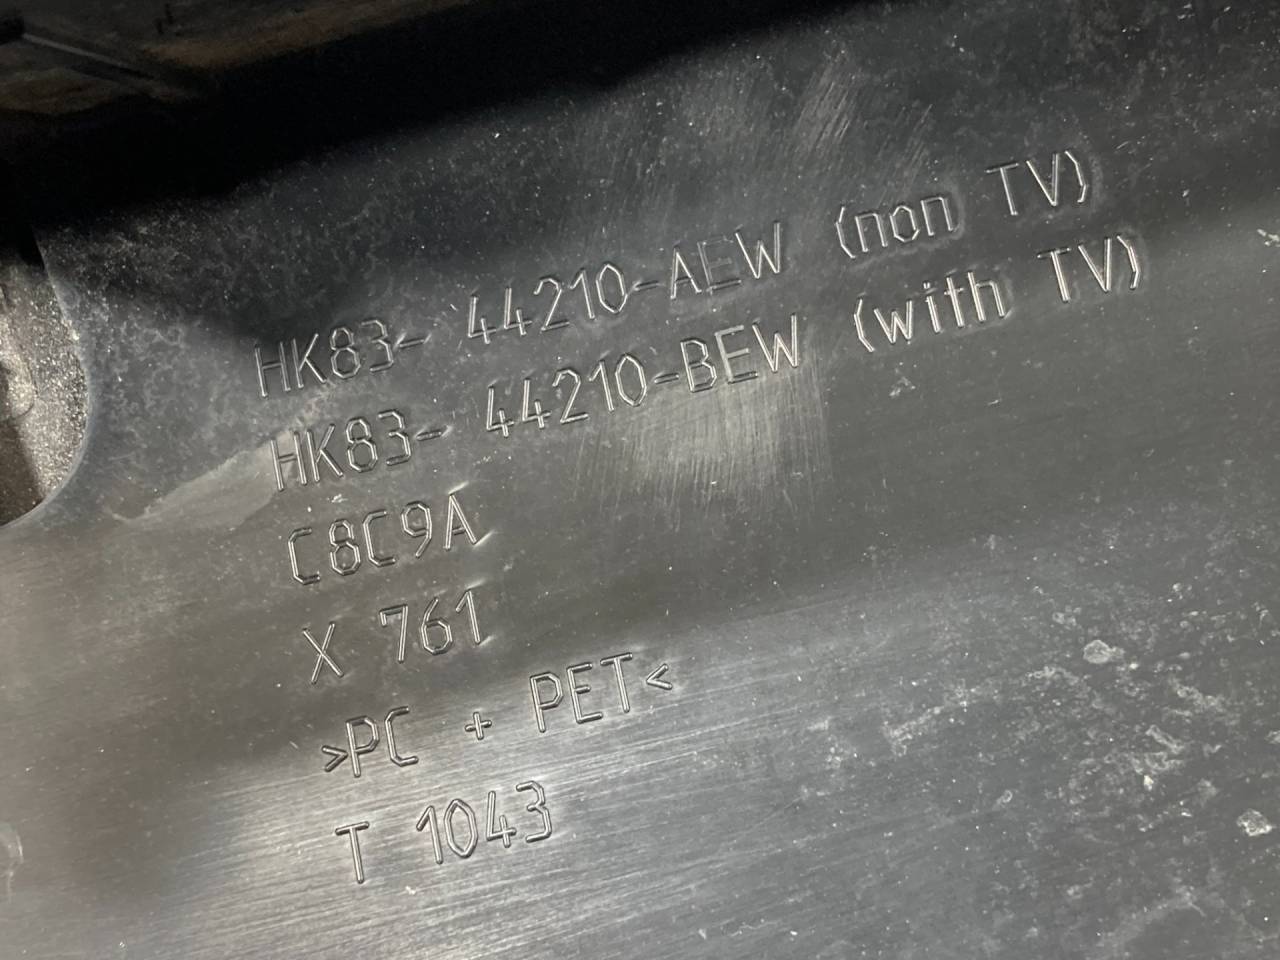 HK83- 44210-AEW (non TV)
HK83- 44210-BEW (with TV)
C8C9A
X 761
>PC + PET<
T 1043